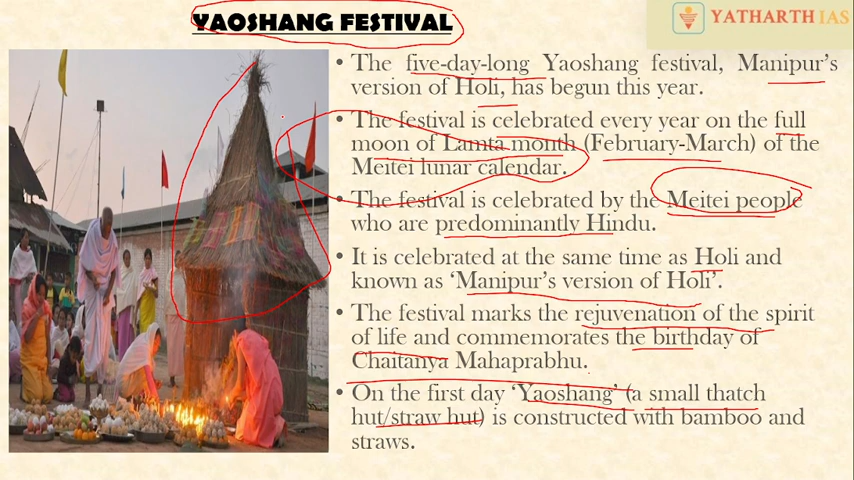 YAOSHANG FESTIVAL
YATHARTH IAS
• The five-day-long Yaoshang festival, Manipur's
version of Holi, has begun this year.
• The festival is celebrated every year on the full
moon of Lamta month (February-March) of the
Meitei lunar calendar.
• The festival is celebrated by the Meitei people
who are predominantly Hindu.
• It is celebrated at the same time as Holi and
known as 'Manipur's version of Holi'.
• The festival marks the rejuvenation of the spirit
of life and commemorates the birthday of
Chaitanya Mahaprabhu.
• On the first day 'Yaoshang' (a small thatch
hut/straw hut) is constructed with bamboo and
straws.